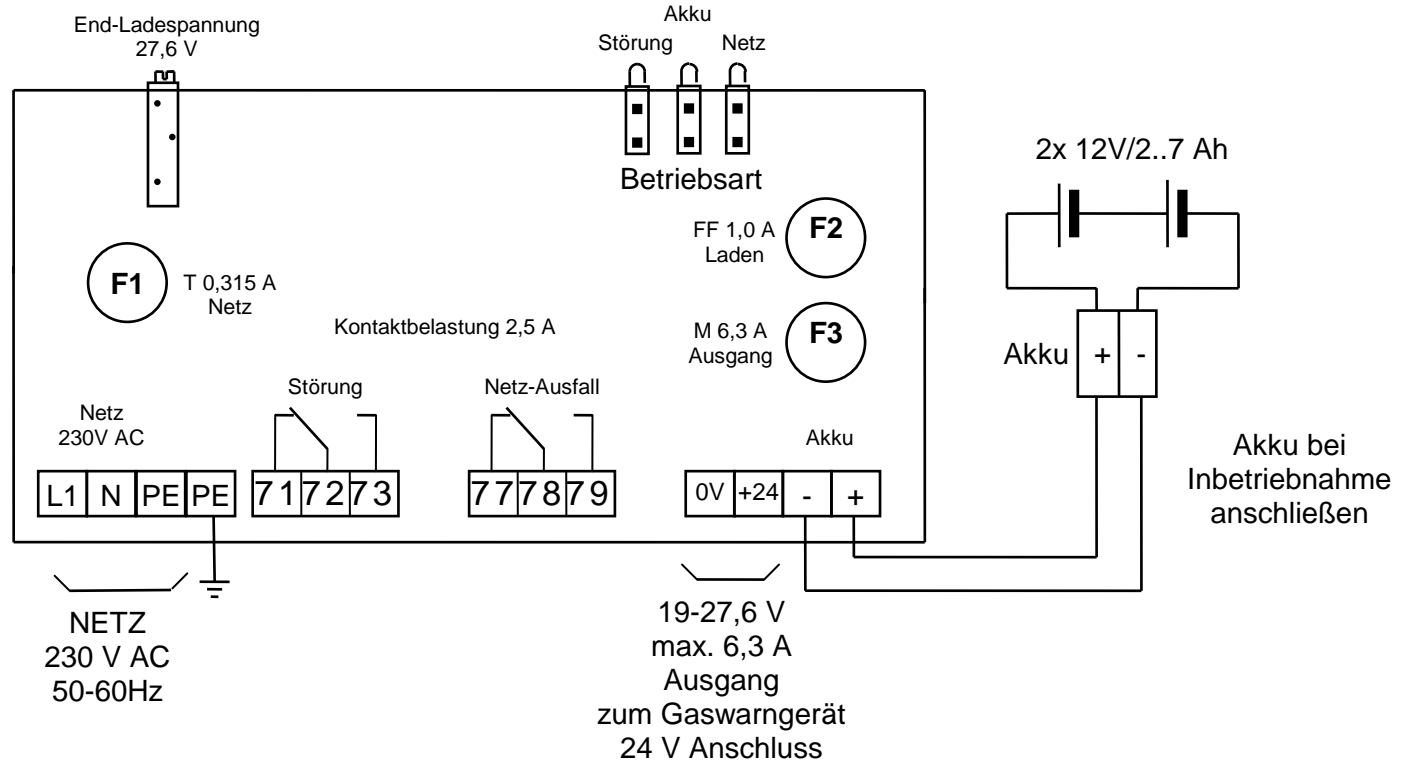 End-Ladespannung
27,6 V
Akku
Störung
Netz
Betriebsart
2x 12V/2..7 Ah
FF 1,0 A
Laden
F2
F1
T 0,315 A
Netz
Kontaktbelastung 2,5 A
M 6,3 A
Ausgang
F3
Akku
+
-
Störung
Netz-Ausfall
Netz
230V AC
Akku
L1 N PE PE
71 72 73
77 78 79
0V +24 - +
Akku bei
Inbetriebnahme
anschließen
NETZ
230 V AC
50-60Hz
19-27,6 V
max. 6,3 A
Ausgang
zum Gaswarngerät
24 V Anschluss